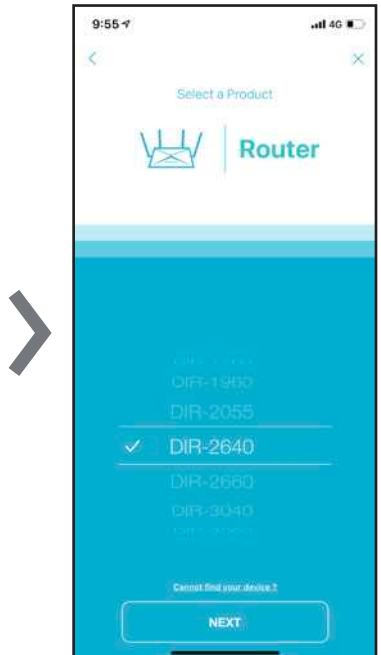 9:55
4G
Select a Product
Router
DIR-1960
DIR-2055
DIR-2640
DIR-2660
DIR-3040
Cannot find your device ?
NEXT